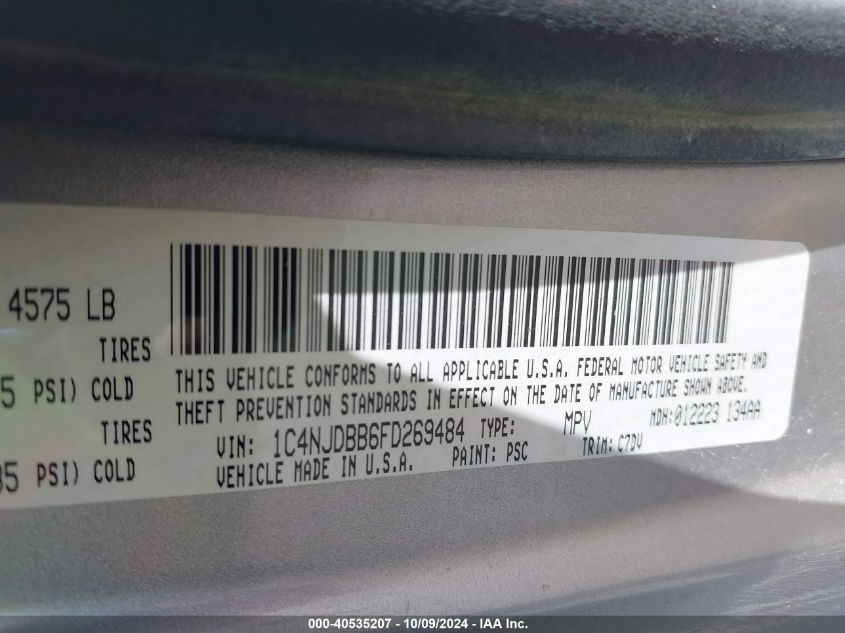 4575 LB
TIRES
5 PSI) COLD
35 PSI) COLD
THIS VEHICLE CONFORMS TO ALL APPLICABLE U.S.A. FEDERAL MOTOR VEHICLE SAFETY AND
THEFT PREVENTION STANDARDS IN EFFECT ON THE DATE OF MANUFACTURE SHOWN ABOVE.
VIN: 1C4NJDBB6FD269484 TYPE: MPV MDH: 012223 134AA
VEHICLE MADE IN U.S.A. PAINT: PSC TRIM: C7DV
000-40535207 - 10/09/2024 - IAA Inc.